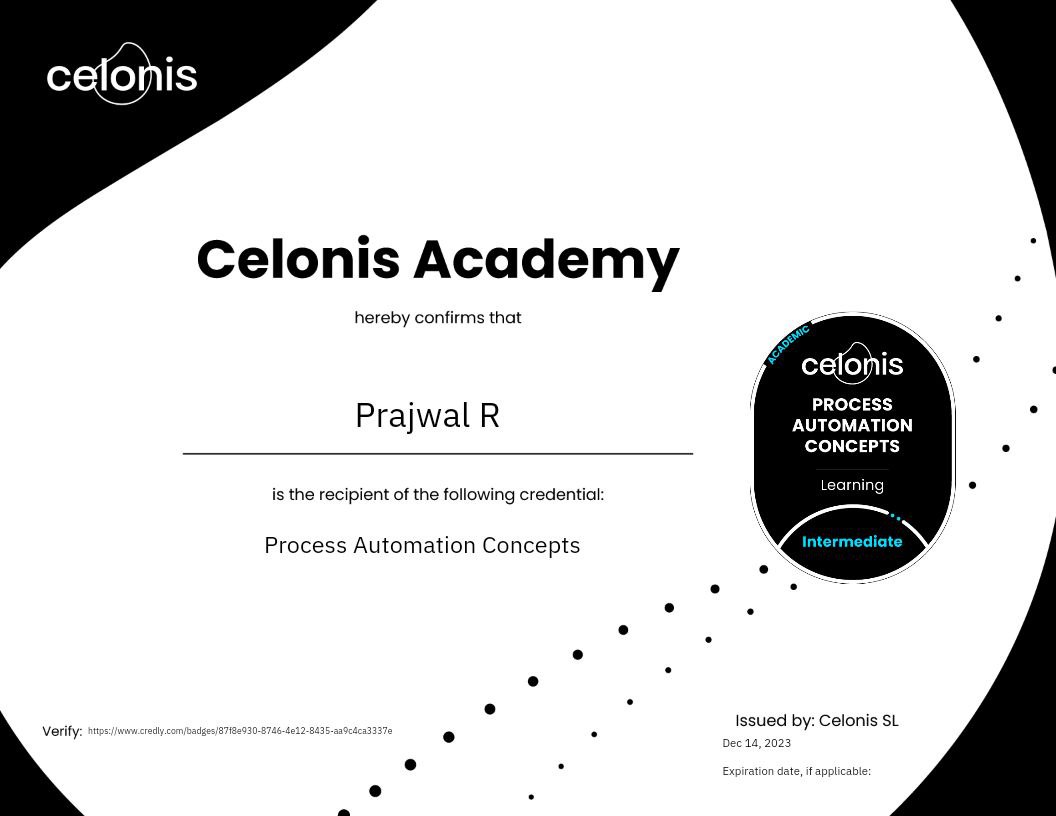 celonis
Celonis Academy
hereby confirms that
Prajwal R
is the recipient of the following credential:
Process Automation Concepts
ACADEMIC
celonis
PROCESS
AUTOMATION
CONCEPTS
Learning
Intermediate
Verify: https://www.credly.com/badges/87f8e930-8746-4e12-8435-aa9c4ca3337e
Issued by: Celonis SL
Dec 14, 2023
Expiration date, if applicable: